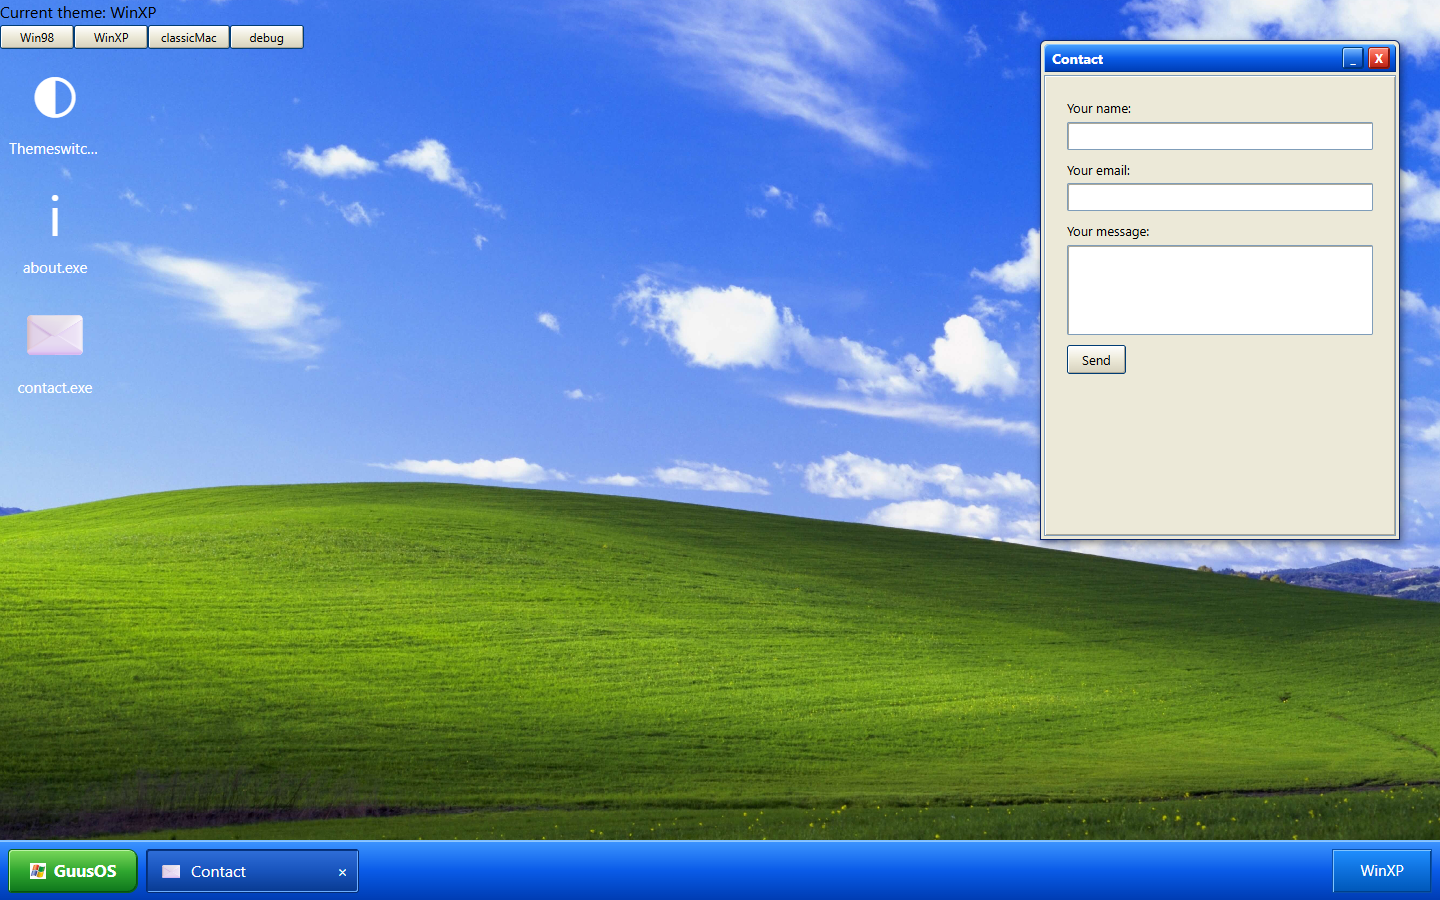 Current theme: WinXP
Win98 WinXP classicMac debug
Themeswitc...
about.exe
contact.exe
Contact _ X
Your name:
Your email:
Your message:
Send
GuusOS
Contact ×
WinXP